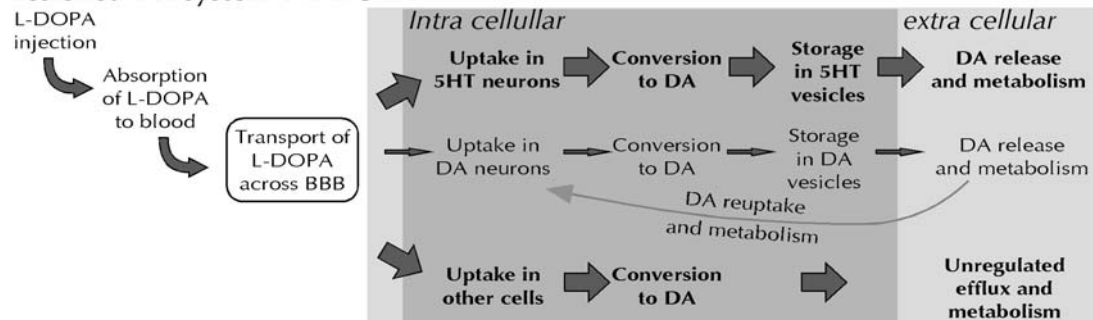 L-DOPA
injection
Absorption
of L-DOPA
to blood
Transport of
L-DOPA
across BBB
Intra cellular
extra cellular
Uptake in
5HT neurons
Conversion
to DA
Storage
in 5HT
vesicles
DA release
and metabolism
Uptake in
DA neurons
Conversion
to DA
Storage
in DA
vesicles
DA release
and metabolism
DA reuptake
and metabolism
Uptake in
other cells
Conversion
to DA
Unregulated
efflux and
metabolism